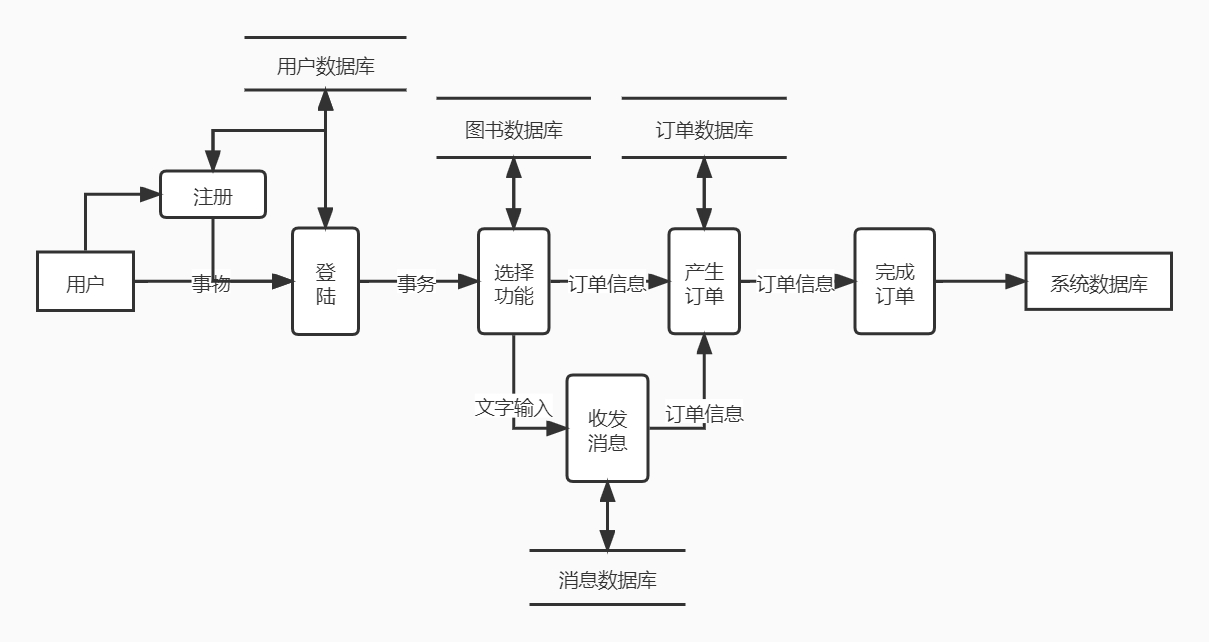 用户数据库
图书数据库
订单数据库
注册
用户
事物
登
陆
事务
选择
功能
订单信息
产生
订单
订单信息
完成
订单
系统数据库
文字输入
收发
消息
订单信息
消息数据库